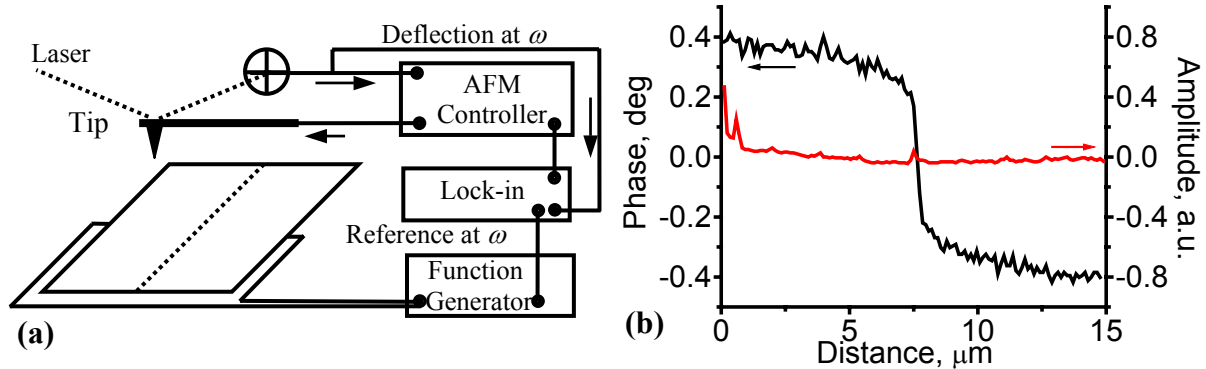 Deflection at ω
Laser
AFM
Controller
Tip
Lock-in
Reference at ω
Function
Generator
(a)
Phase, deg
0.4
0.2
0.0
-0.2
-0.4
0
5
10
15
Distance, μm
0.8
0.4
0.0
-0.4
-0.8
Amplitude, a.u.
(b)